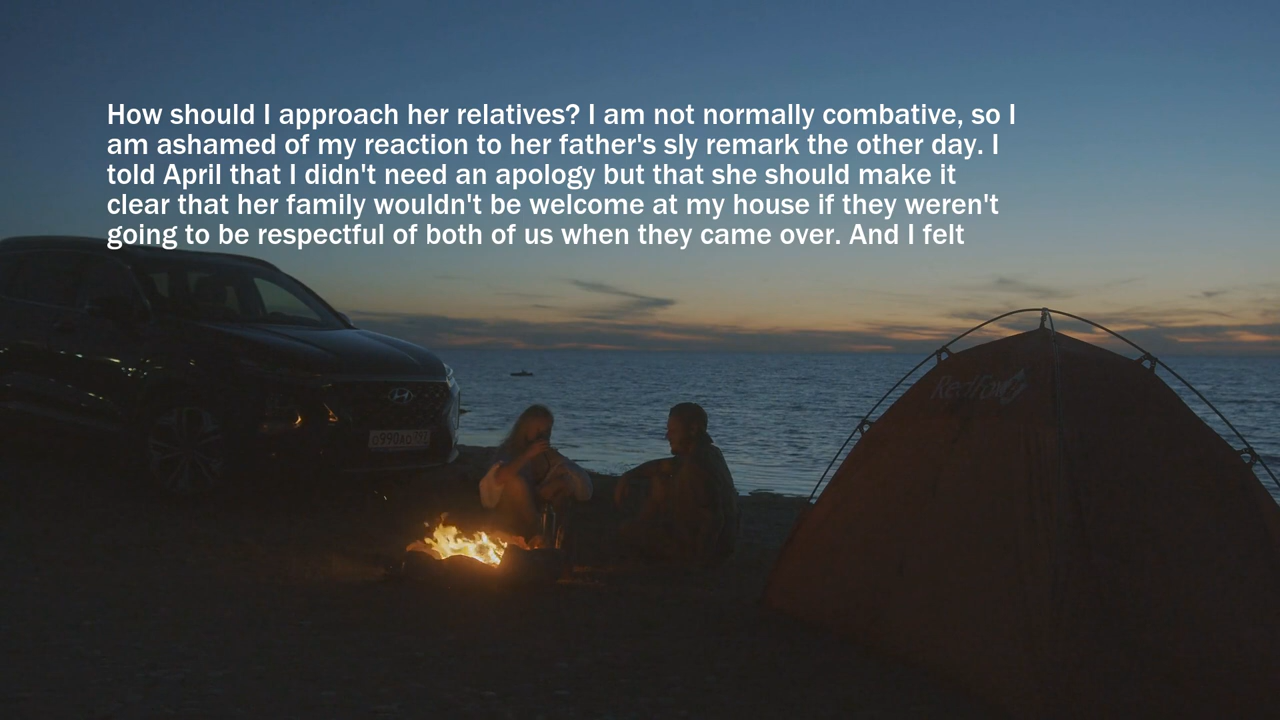 How should I approach her relatives? I am not normally combative, so I
am ashamed of my reaction to her father's sly remark the other day. I
told April that I didn't need an apology but that she should make it
clear that her family wouldn't be welcome at my house if they weren't
going to be respectful of both of us when they came over. And I felt
RedFox